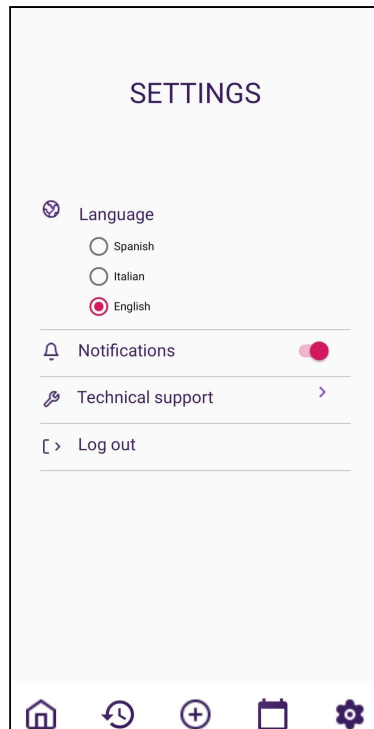 SETTINGS
Language
Spanish
Italian
English
Notifications
Technical support
Log out